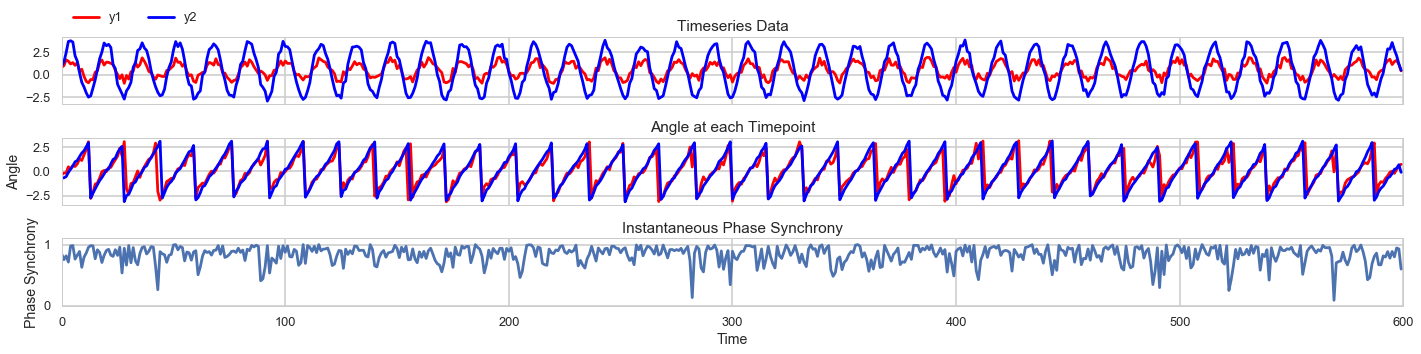 y1 y2
Timeseries Data
2.5
0.0
−2.5
Angle at each Timepoint
Angle
2.5
0.0
−2.5
Instantaneous Phase Synchrony
Phase Synchrony
1
0
0 100 200 300 400 500 600
Time